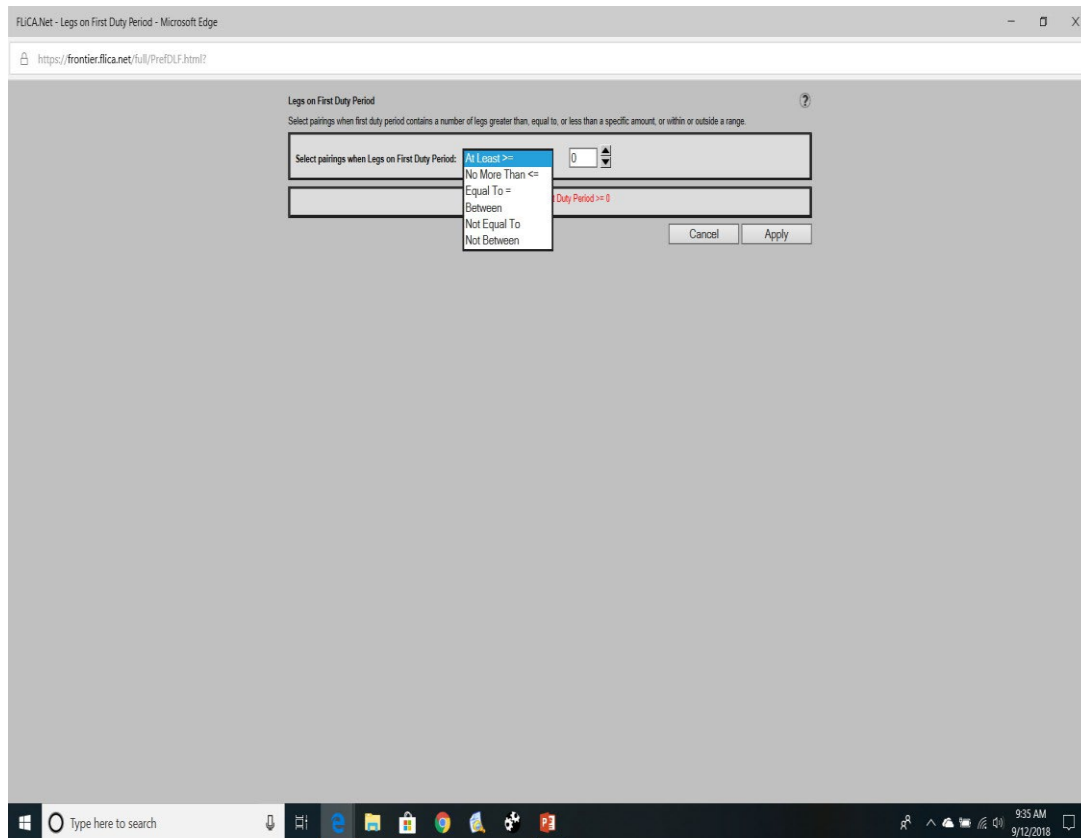 FLiCA.Net - Legs on First Duty Period - Microsoft Edge
https://frontier.flica.net/full/PrefDLF.html?
Legs on First Duty Period
?
Select pairings when first duty period contains a number of legs greater than, equal to, or less than a specific amount, or within or outside a range.
Select pairings when Legs on First Duty Period: At Least >= 0
No More Than <=
Equal To =
Between
Not Equal To
Not Between
t Duty Period >= 0
Cancel Apply
Type here to search
9:35 AM
9/12/2018